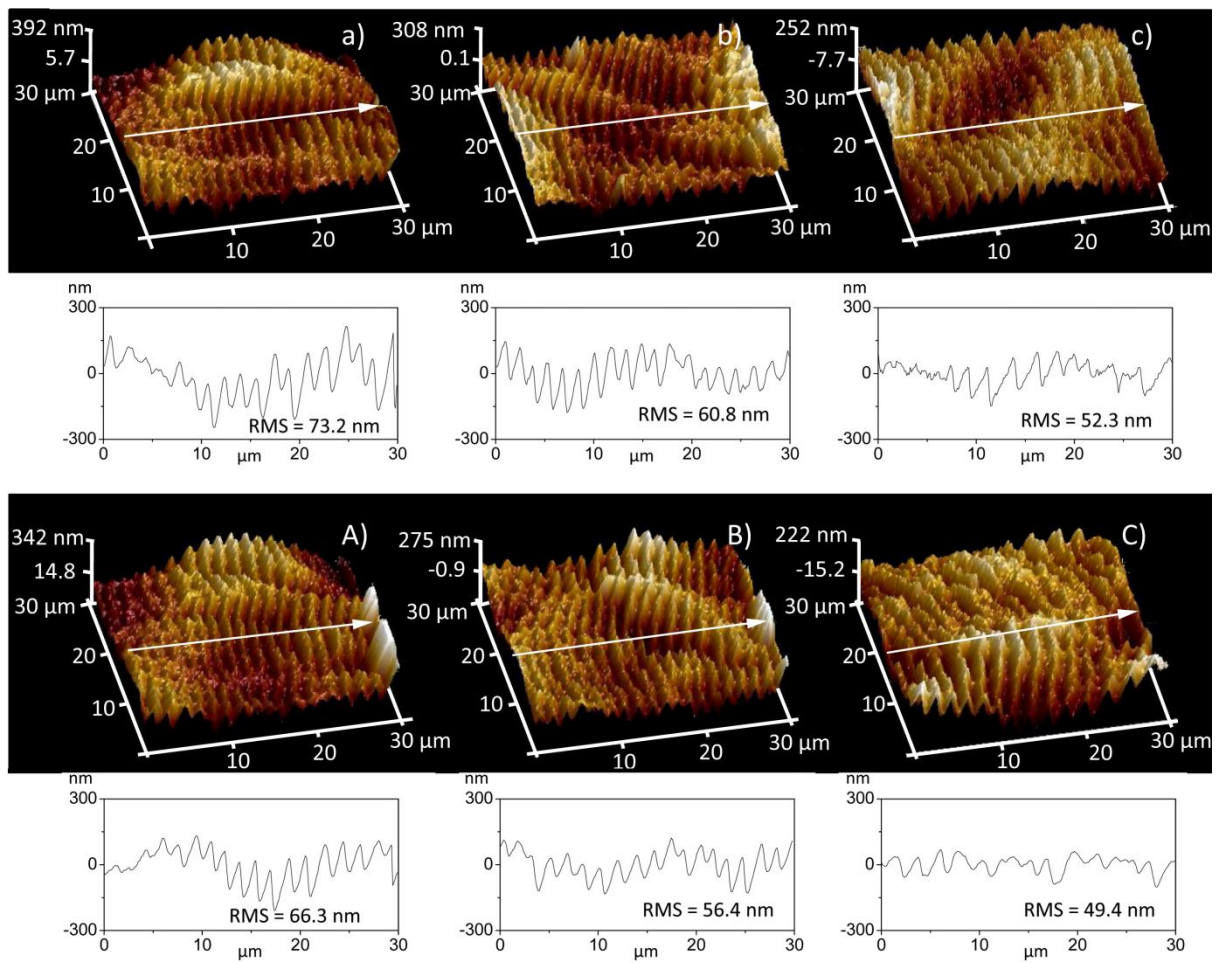 392 nm
5.7
30 μm
20
10
10
20
30 μm
a)
308 nm
0.1
30 μm
20
10
10
20
30 μm
b)
252 nm
-7.7
30 μm
20
10
10
20
30 μm
c)
nm
300
0
-300
0
10
20
30
μm
RMS = 73.2 nm
nm
300
0
-300
0
10
20
30
μm
RMS = 60.8 nm
nm
300
0
-300
0
10
20
30
μm
RMS = 52.3 nm
342 nm
14.8
30 μm
20
10
10
20
30 μm
A)
275 nm
-0.9
30 μm
20
10
10
20
30 μm
B)
222 nm
-15.2
30 μm
20
10
10
20
30 μm
C)
nm
300
0
-300
0
10
20
30
μm
RMS = 66.3 nm
nm
300
0
-300
0
10
20
30
μm
RMS = 56.4 nm
nm
300
0
-300
0
10
20
30
μm
RMS = 49.4 nm